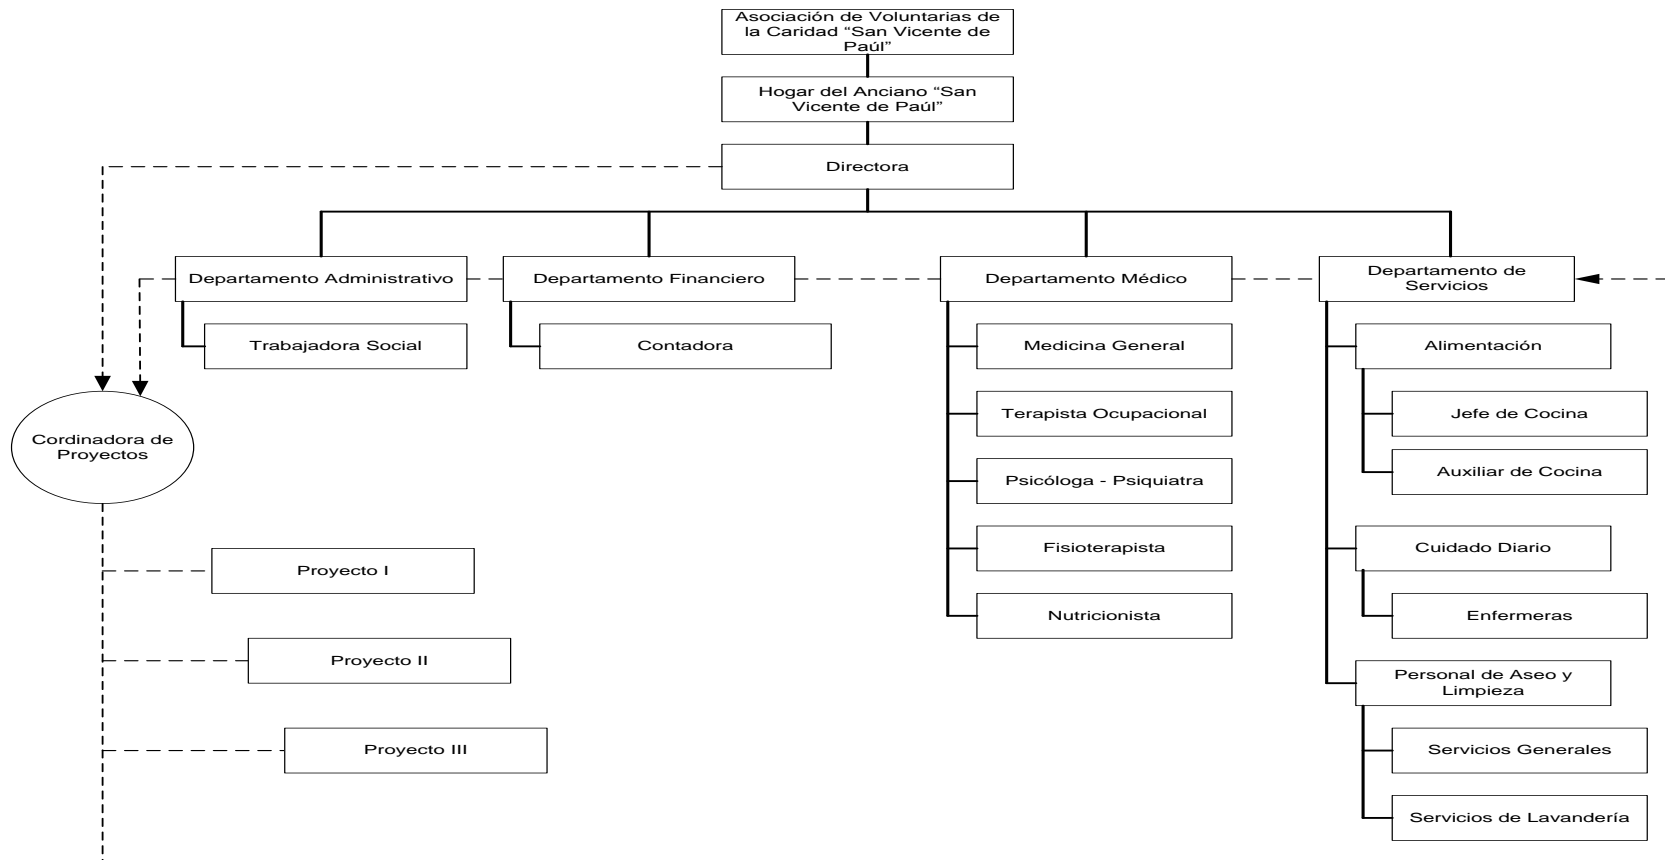 Asociación de Voluntarias de
la Caridad “San Vicente de
Paúl”
Hogar del Anciano “San
Vicente de Paúl”
Directora
Departamento Administrativo
Departamento Financiero
Departamento Médico
Departamento de
Servicios
Trabajadora Social
Contadora
Medicina General
Alimentación
Terapista Ocupacional
Jefe de Cocina
Cordinadora de
Proyectos
Auxiliar de Cocina
Psicóloga - Psiquiatra
Fisioterapista
Cuidado Diario
Proyecto I
Nutricionista
Enfermeras
Proyecto II
Personal de Aseo y
Limpieza
Proyecto III
Servicios Generales
Servicios de Lavandería